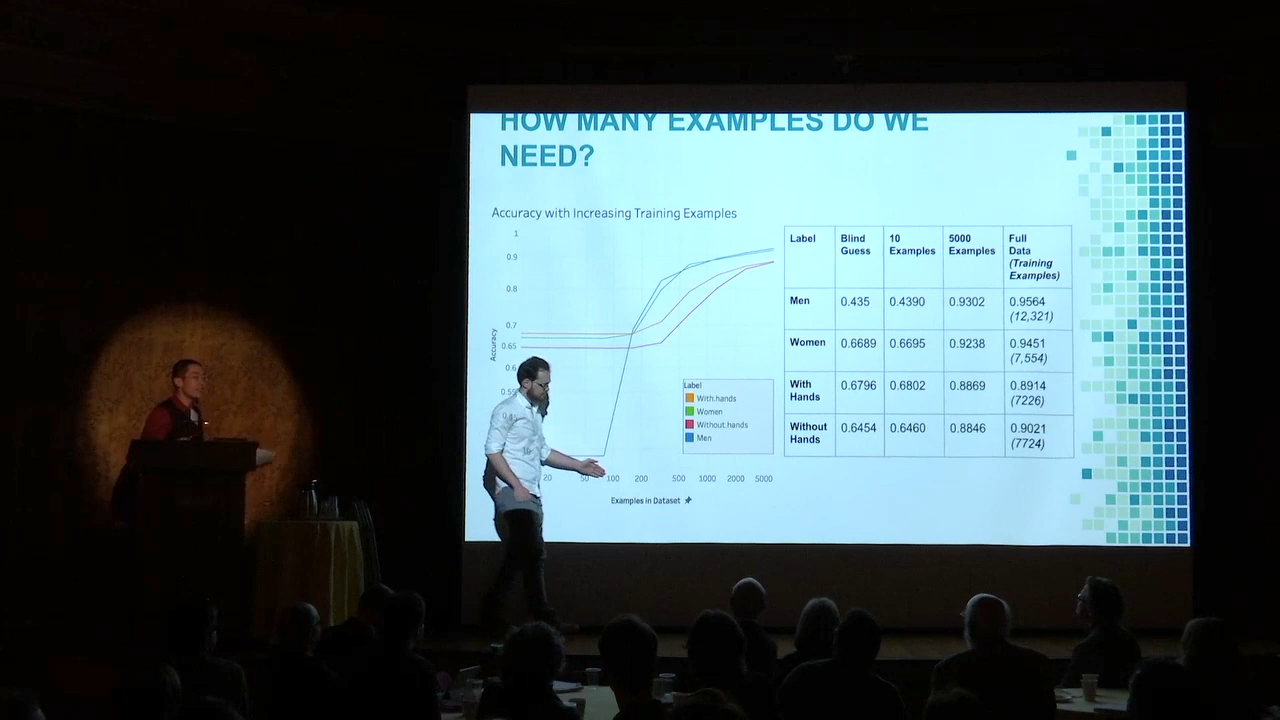 HOW MANY EXAMPLES DO WE
NEED?
Accuracy with Increasing Training Examples
1
0.9
0.8
0.7
0.65
0.6
Accuracy
20 50 100 200 500 1000 2000 5000
Examples in Dataset
Label
With hands
Women
Without hands
Men
Label Blind Guess 10 Examples 5000 Examples Full Data (Training Examples)
Men 0.435 0.4390 0.9302 0.9564 (12,321)
Women 0.6689 0.6695 0.9238 0.9451 (7,554)
With Hands 0.6796 0.6802 0.8869 0.8914 (7226)
Without Hands 0.6454 0.6460 0.8846 0.9021 (7724)